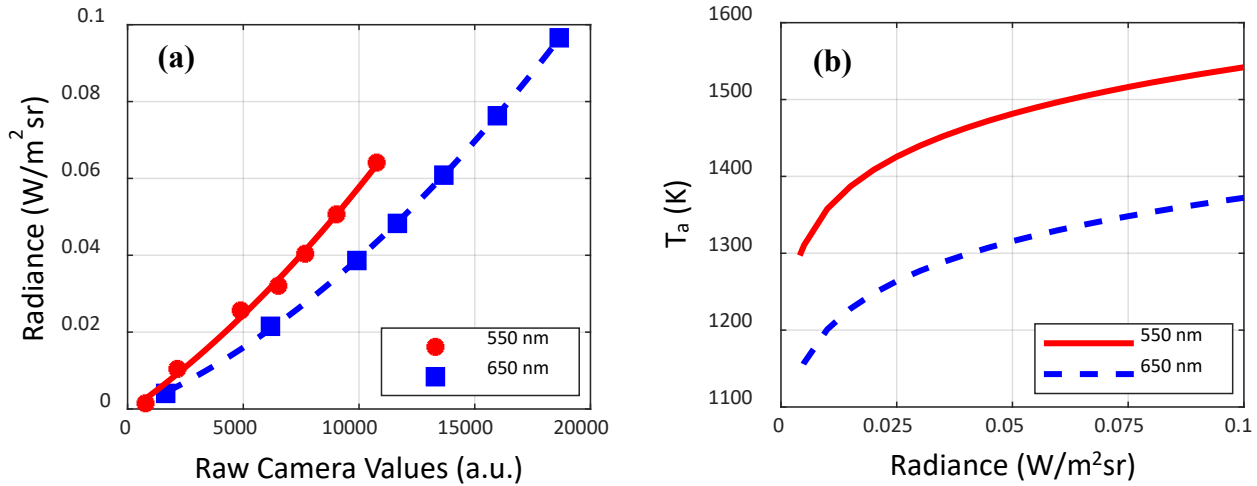 (a)
Radiance (W/m² sr)
0.1
0.08
0.06
0.04
0.02
0
550 nm
650 nm
0 5000 10000 15000 20000
Raw Camera Values (a.u.)
(b)
Tₐ (K)
1600
1500
1400
1300
1200
1100
550 nm
650 nm
0 0.025 0.05 0.075 0.1
Radiance (W/m²sr)